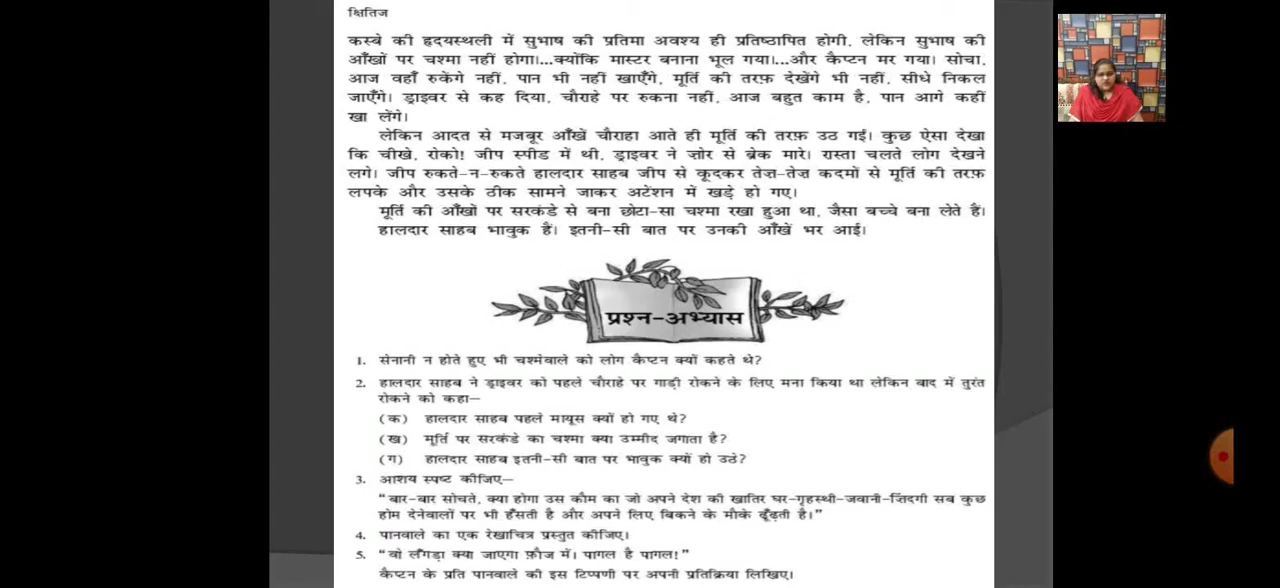 क्षितिज
कस्बे की हृदयस्थली में सुभाष की प्रतिमा अवश्य ही प्रतिष्ठापित होगी, लेकिन सुभाष की
आँखों पर चश्मा नहीं होगा।...क्योंकि मास्टर बनाना भूल गया।...और कैप्टन मर गया। सोचा,
आज वहाँ रुकेंगे नहीं, पान भी नहीं खाएँगे, मूर्ति की तरफ़ देखेंगे भी नहीं, सीधे निकल
जाएँगे। ड्राइवर से कह दिया, चौराहे पर रुकना नहीं, आज बहुत काम है, पान आगे कहीं
खा लेंगे।
लेकिन आदत से मजबूर आँखें चौराहा आते ही मूर्ति की तरफ़ उठ गईं। कुछ ऐसा देखा
कि चीखे, रोको! जीप स्पीड में थी, ड्राइवर ने ज़ोर से ब्रेक मारे। रास्ता चलते लोग देखने
लगे। जीप रुकते-न-रुकते हालदार साहब जीप से कूदकर तेज़-तेज़ कदमों से मूर्ति की तरफ़
लपके और उसके ठीक सामने जाकर अटेंशन में खड़े हो गए।
मूर्ति की आँखों पर सरकंडे से बना छोटा-सा चश्मा रखा हुआ था, जैसा बच्चे बना लेते हैं।
हालदार साहब भावुक हैं। इतनी-सी बात पर उनकी आँखें भर आईं।
प्रश्न-अभ्यास
1. सेनानी न होते हुए भी चश्मेवाले को लोग कैप्टन क्यों कहते थे?
2. हालदार साहब ने ड्राइवर को पहले चौराहे पर गाड़ी रोकने के लिए मना किया था लेकिन बाद में तुरंत
रोकने को कहा—
(क) हालदार साहब पहले मायूस क्यों हो गए थे?
(ख) मूर्ति पर सरकंडे का चश्मा क्या उम्मीद जगाता है?
(ग) हालदार साहब इतनी-सी बात पर भावुक क्यों हो उठे?
3. आशय स्पष्ट कीजिए—
"बार-बार सोचते, क्या होगा उस कौम का जो अपने देश की खातिर घर-गृहस्थी-जवानी-ज़िंदगी सब कुछ
होम देनेवालों पर भी हँसती है और अपने लिए बिकने के मौके ढूँढ़ती है।"
4. पानवाले का एक रेखाचित्र प्रस्तुत कीजिए।
5. "वो लँगड़ा क्या जाएगा फ़ौज में। पागल है पागल!"
कैप्टन के प्रति पानवाले की इस टिप्पणी पर अपनी प्रतिक्रिया लिखिए।